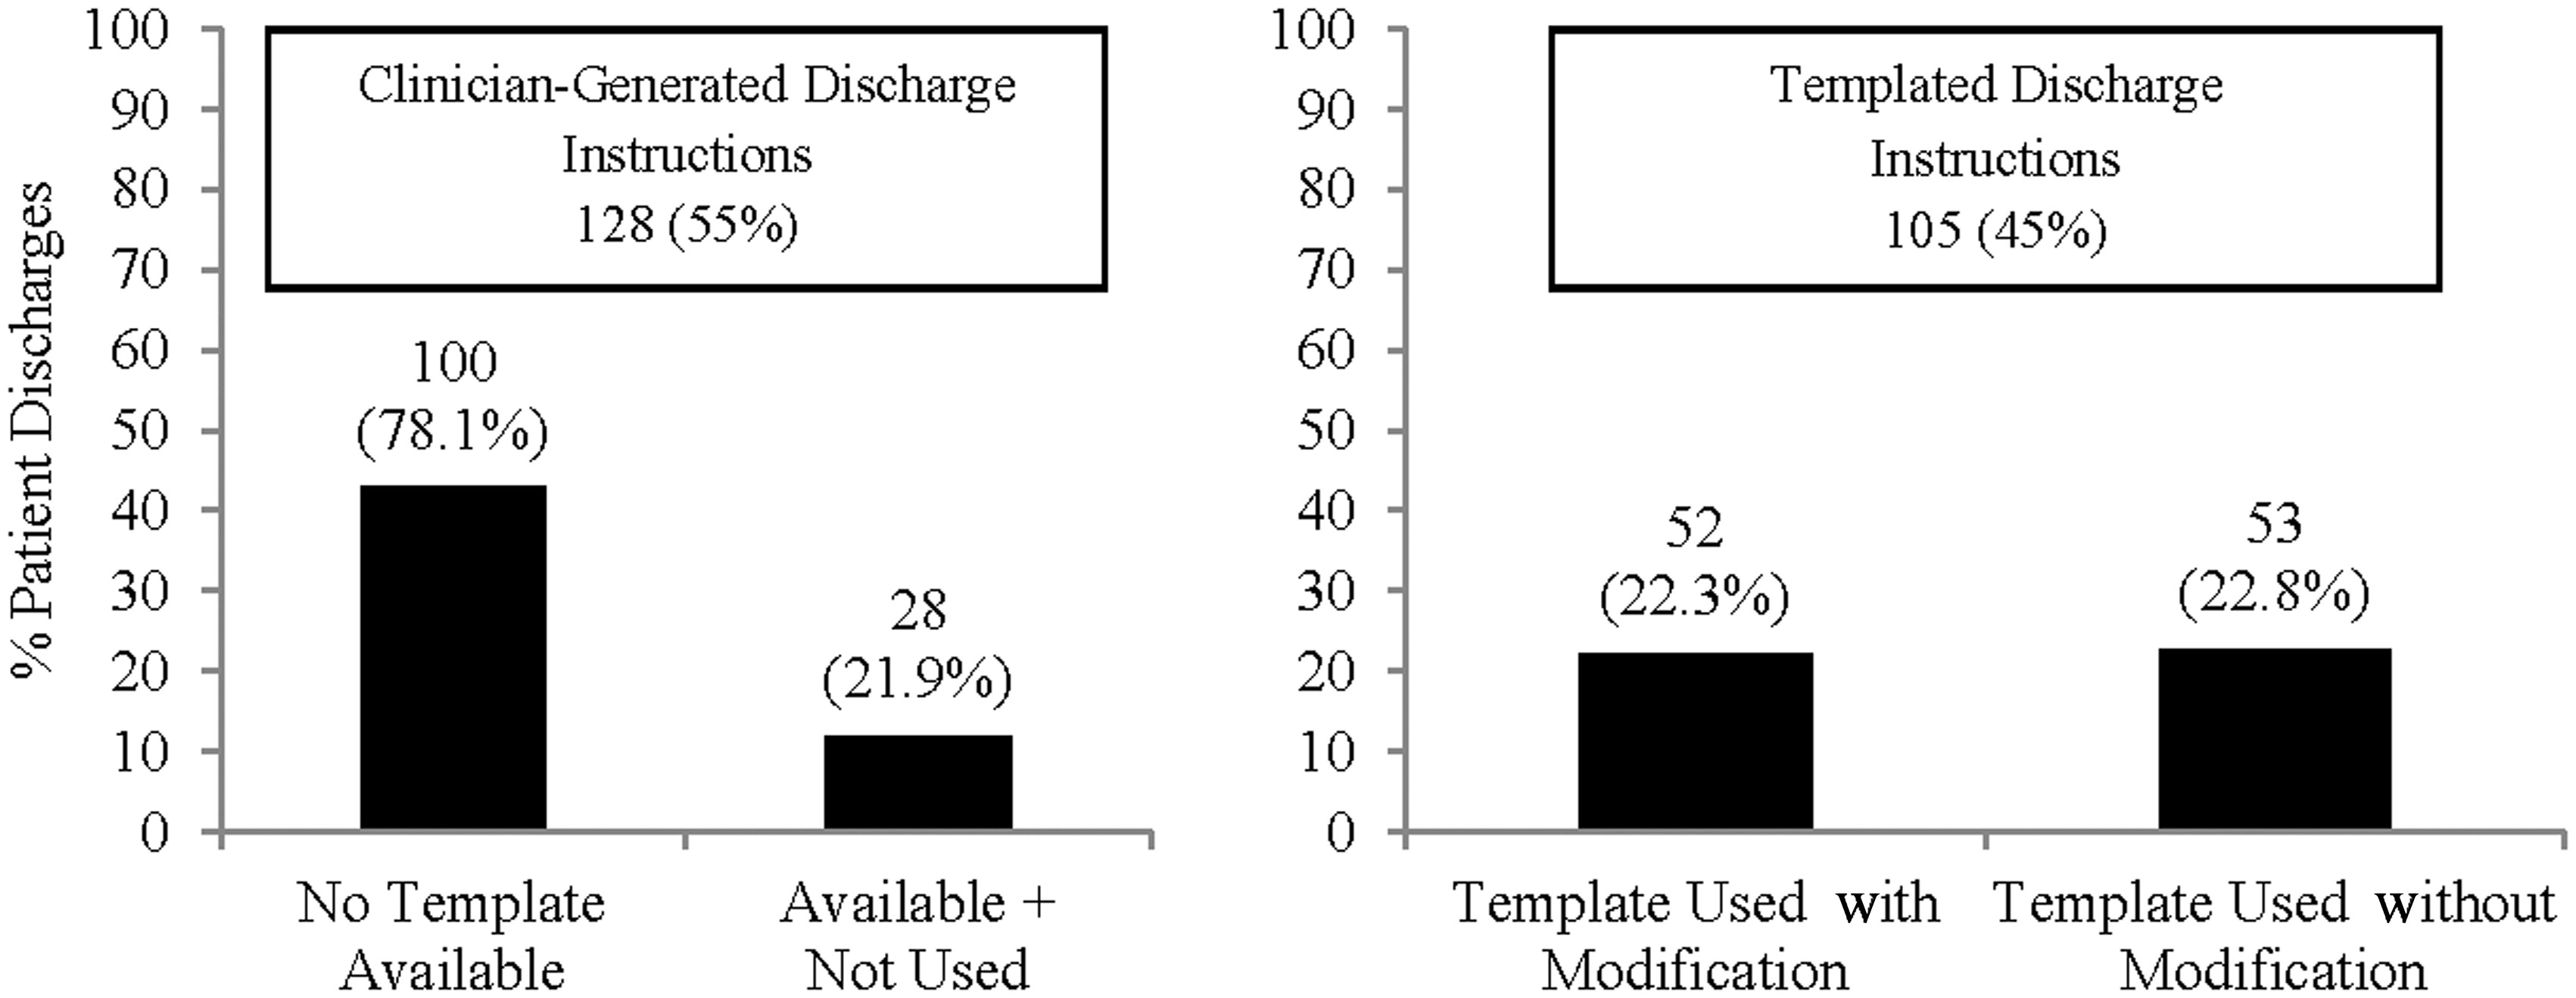 % Patient Discharges
100
90
80
70
60
50
40
30
20
10
0
Clinician-Generated Discharge
Instructions
128 (55%)
100
(78.1%)
28
(21.9%)
No Template
Available
Available +
Not Used
100
90
80
70
60
50
40
30
20
10
0
Templated Discharge
Instructions
105 (45%)
52
(22.3%)
53
(22.8%)
Template Used with
Modification
Template Used without
Modification